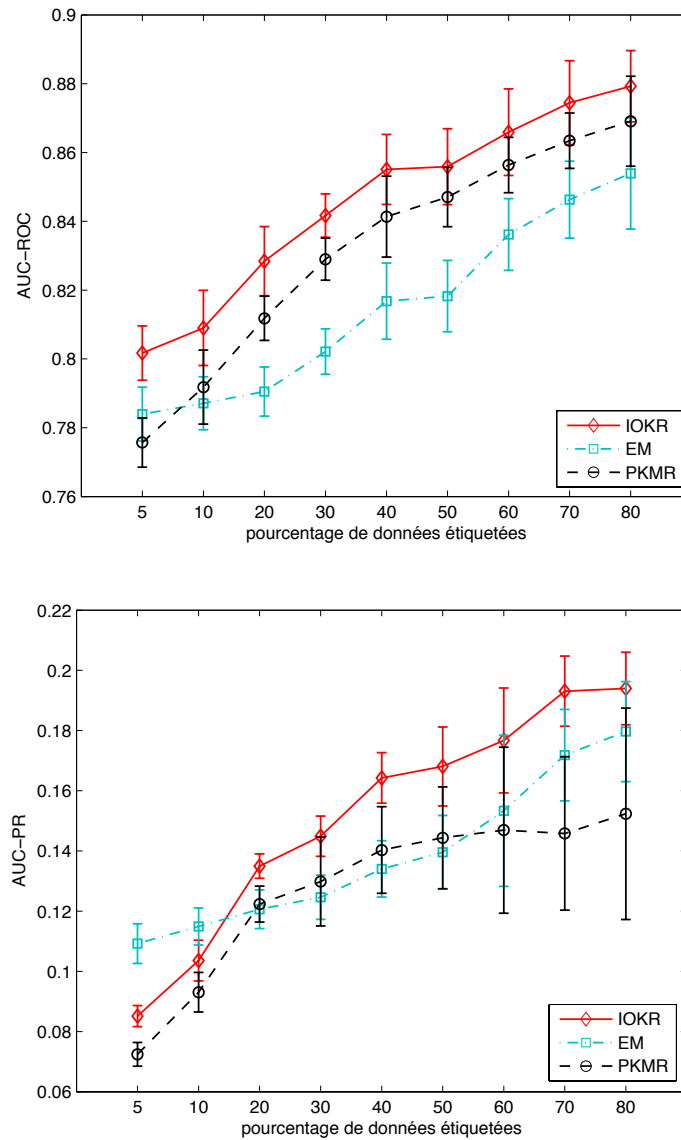 0.9
0.88
0.86
0.84
0.82
0.8
0.78
0.76
AUC−ROC
5 10 20 30 40 50 60 70 80
pourcentage de données étiquetées
IOKR
EM
PKMR
0.22
0.2
0.18
0.16
0.14
0.12
0.1
0.08
0.06
AUC−PR
5 10 20 30 40 50 60 70 80
pourcentage de données étiquetées
IOKR
EM
PKMR